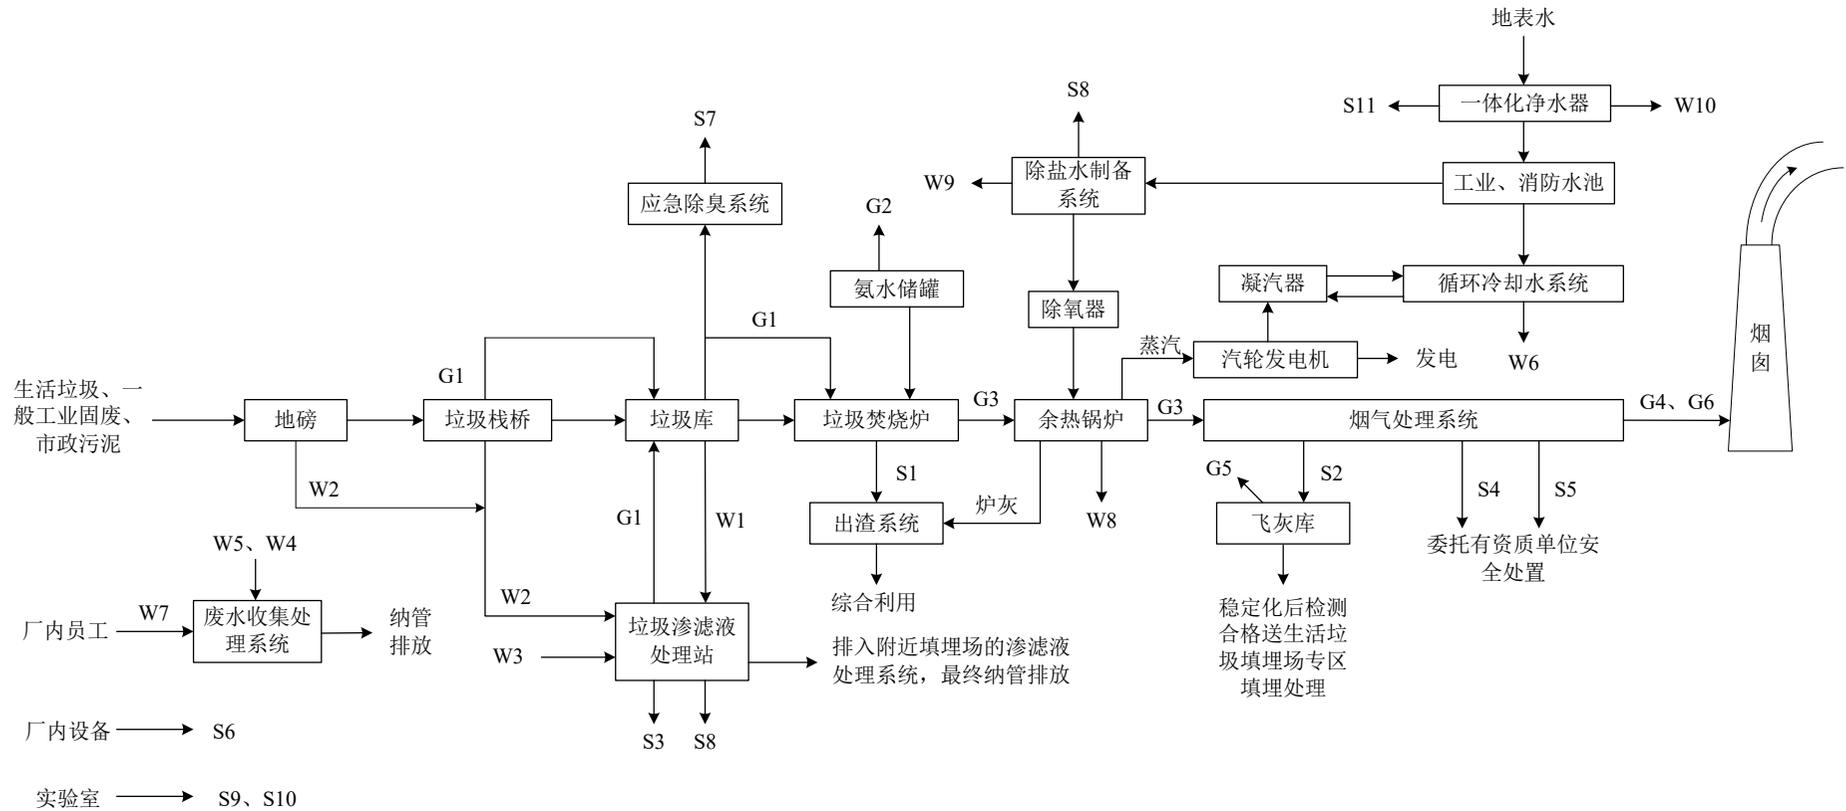 地表水
S11
一体化净水器
W10
S8
S7
W9
除盐水制备
系统
工业、消防水池
应急除臭系统
G2
氨水储罐
除氧器
凝汽器
循环冷却水系统
G1
蒸汽
汽轮发电机
发电
W6
烟
囱
G1
生活垃圾、一
般工业固废、
市政污泥
地磅
垃圾栈桥
垃圾库
垃圾焚烧炉
G3
余热锅炉
G3
烟气处理系统
G4、G6
W2
G1
W1
S1
炉灰
W8
G5
S2
S4
S5
出渣系统
飞灰库
委托有资质单位安
全处置
W5、W4
W7
厂内员工
废水收集处
理系统
纳管
排放
W2
W3
垃圾渗滤液
处理站
综合利用
排入附近填埋场的渗滤液
处理系统，最终纳管排放
稳定化后检测
合格送生活垃
圾填埋场专区
填埋处理
厂内设备
S6
S3
S8
实验室
S9、S10